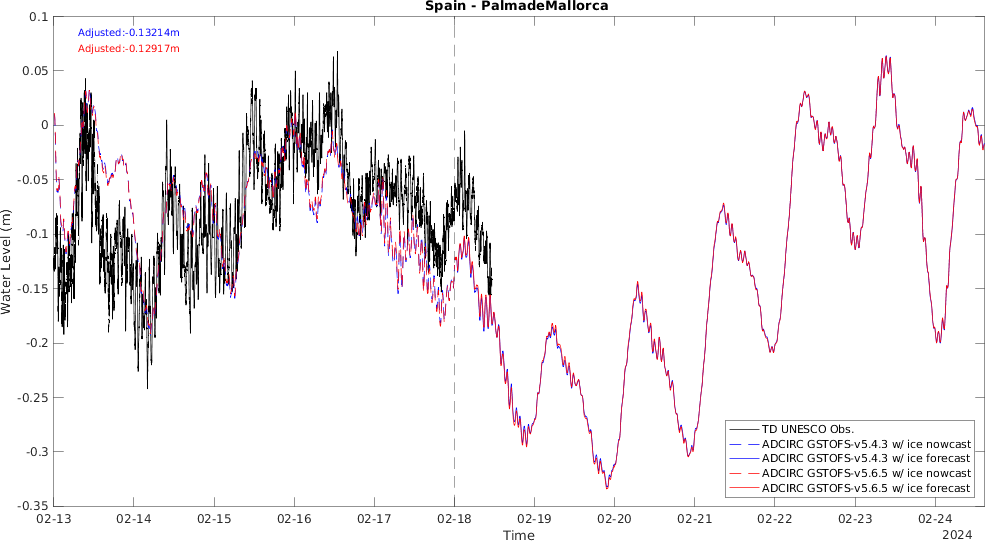 Spain - PalmadeMallorca
Adjusted:-0.13214m
Adjusted:-0.12917m
0.1
0.05
0
-0.05
-0.1
-0.15
-0.2
-0.25
-0.3
-0.35
Water Level (m)
02-13 02-14 02-15 02-16 02-17 02-18 02-19 02-20 02-21 02-22 02-23 02-24
Time
2024
TD UNESCO Obs.
ADCIRC GSTOFS-v5.4.3 w/ ice nowcast
ADCIRC GSTOFS-v5.4.3 w/ ice forecast
ADCIRC GSTOFS-v5.6.5 w/ ice nowcast
ADCIRC GSTOFS-v5.6.5 w/ ice forecast